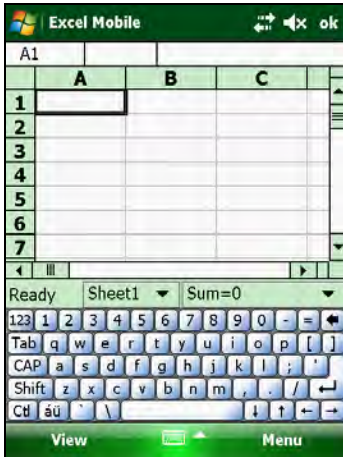 Excel Mobile ok
A1
A B C
1
2
3
4
5
6
7
Ready Sheet1 Sum=0
123 1 2 3 4 5 6 7 8 9 0 - =
Tab q w e r t y u i o p [ ]
CAP a s d f g h j k l ; '
Shift z x c v b n m , . /
Ctl áü ` \
View Menu